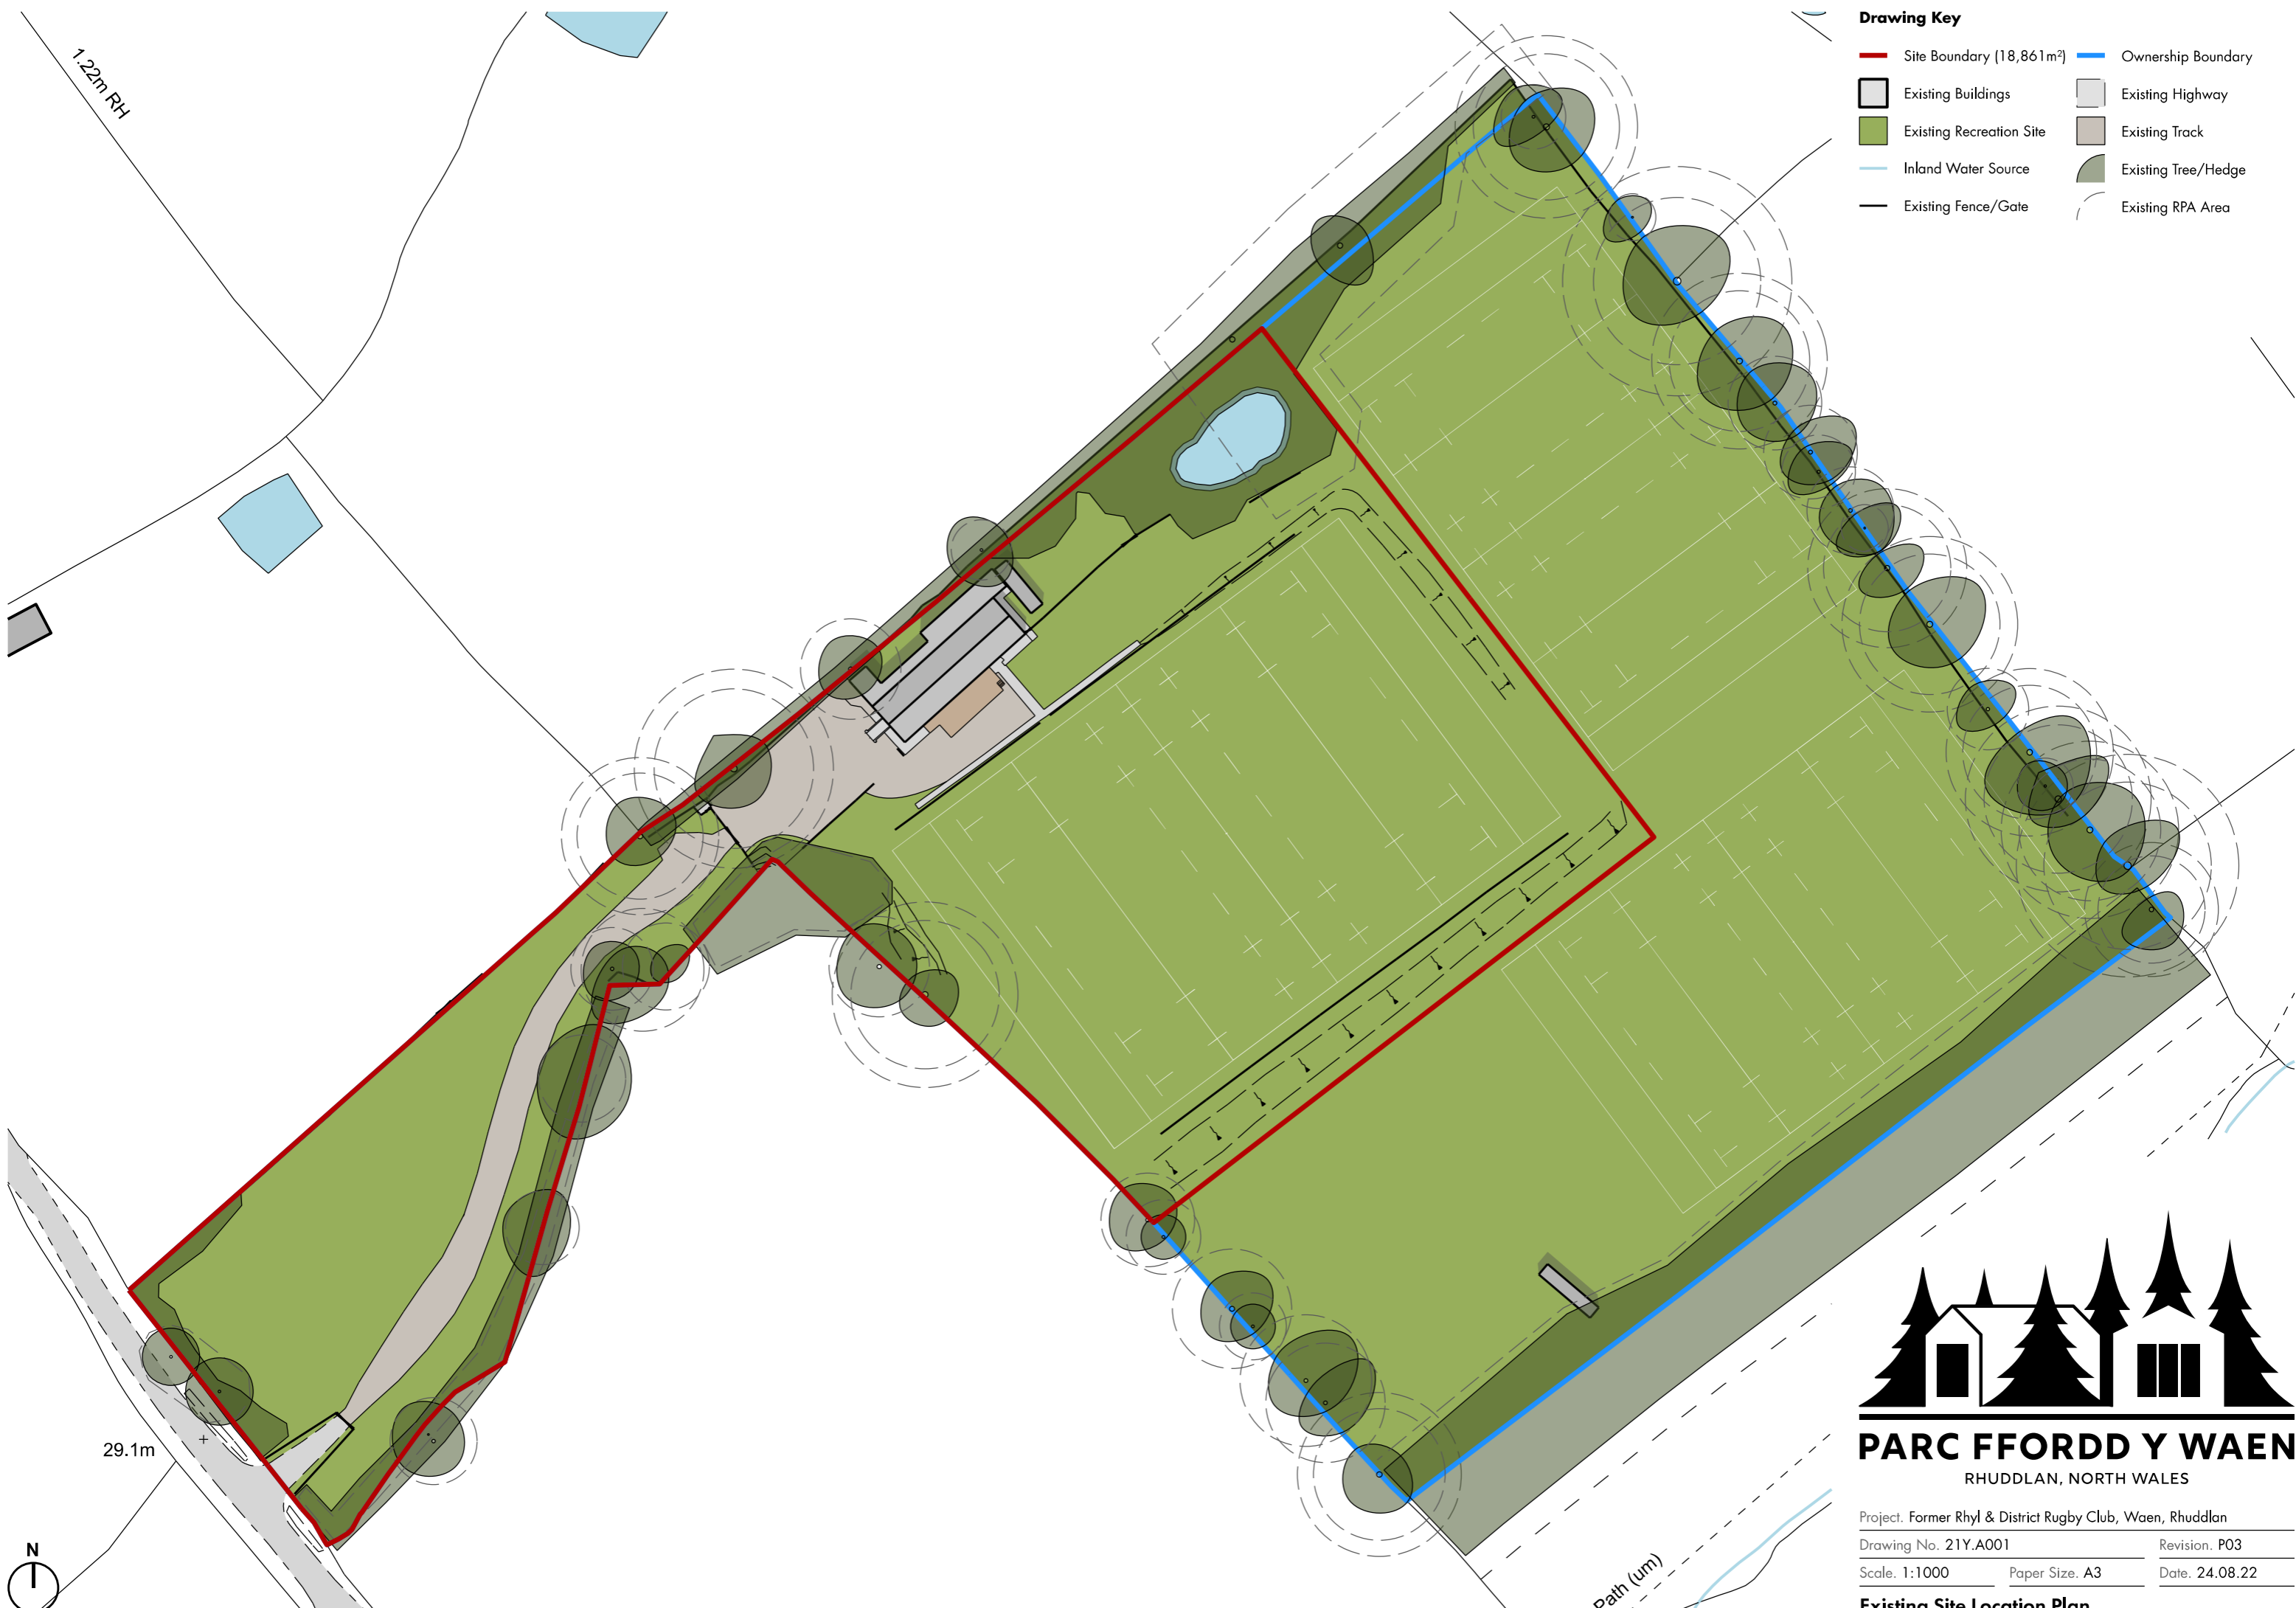 1.22m RH
29.1m
N
Path (um)
Drawing Key
Site Boundary (18,861m²)
Ownership Boundary
Existing Buildings
Existing Highway
Existing Recreation Site
Existing Track
Inland Water Source
Existing Tree/Hedge
Existing Fence/Gate
Existing RPA Area
PARC FFORDD Y WAEN
RHUDDLAN, NORTH WALES
Project. Former Rhyl & District Rugby Club, Waen, Rhuddlan
Drawing No. 21Y.A001
Revision. P03
Scale. 1:1000
Paper Size. A3
Date. 24.08.22
Existing Site Location Plan